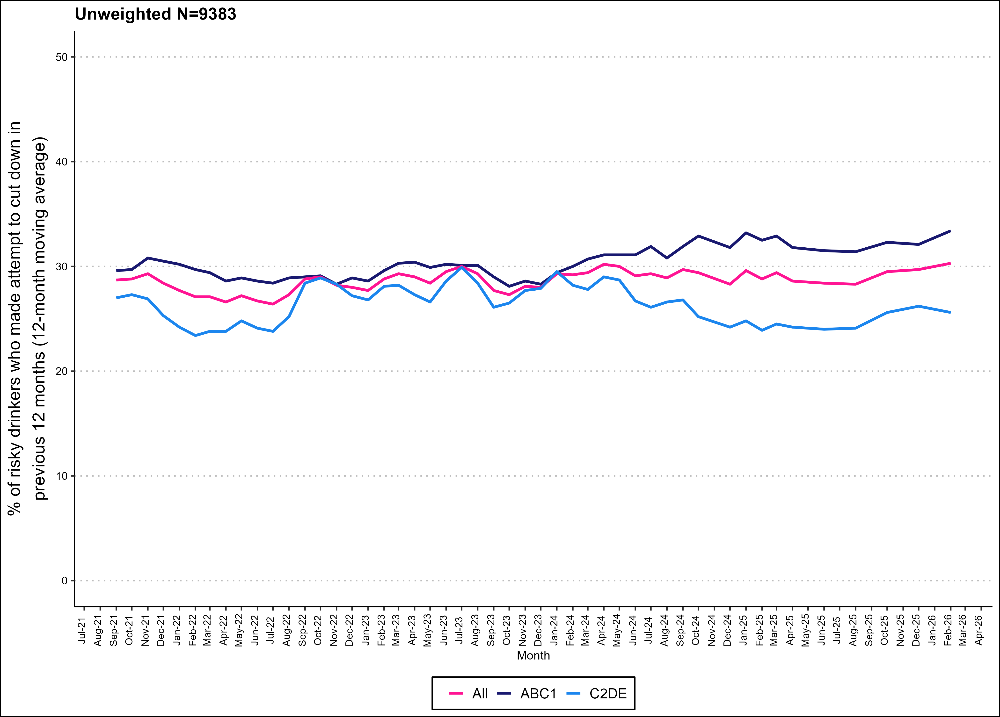 Unweighted N=9383
% of risky drinkers who made attempt to cut down in
previous 12 months (12-month moving average)
50
40
30
20
10
0
Jul-21
Aug-21
Sep-21
Oct-21
Nov-21
Dec-21
Jan-22
Feb-22
Mar-22
Apr-22
May-22
Jun-22
Jul-22
Aug-22
Sep-22
Oct-22
Nov-22
Dec-22
Jan-23
Feb-23
Mar-23
Apr-23
May-23
Jun-23
Jul-23
Aug-23
Sep-23
Oct-23
Nov-23
Dec-23
Jan-24
Feb-24
Mar-24
Apr-24
May-24
Jun-24
Jul-24
Aug-24
Sep-24
Oct-24
Nov-24
Dec-24
Jan-25
Feb-25
Mar-25
Apr-25
May-25
Jun-25
Jul-25
Aug-25
Sep-25
Oct-25
Nov-25
Dec-25
Jan-26
Feb-26
Mar-26
Apr-26
Month
All ABC1 C2DE